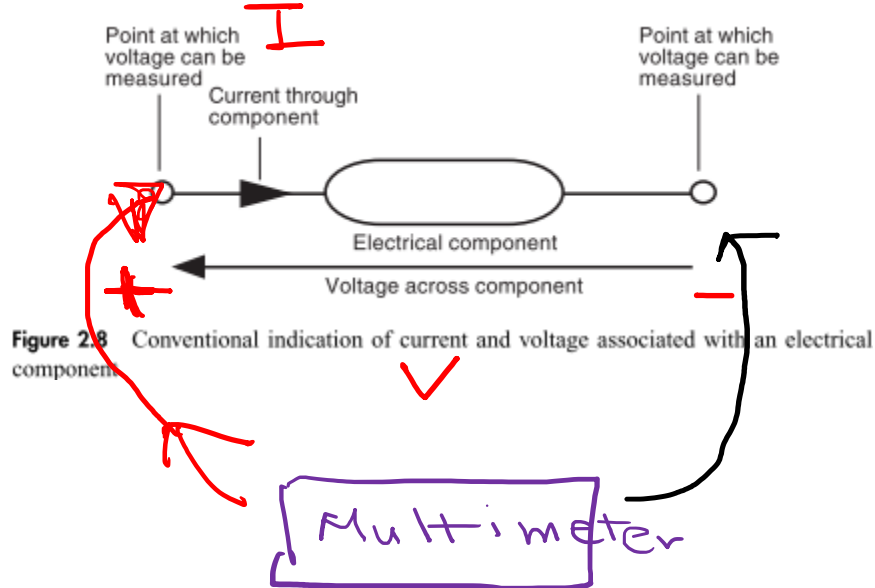 I
Point at which
voltage can be
measured
Point at which
voltage can be
measured
Current through
component
Electrical component
+
Voltage across component
−
Figure 2.8 Conventional indication of current and voltage associated with an electrical
component
V
Multimeter